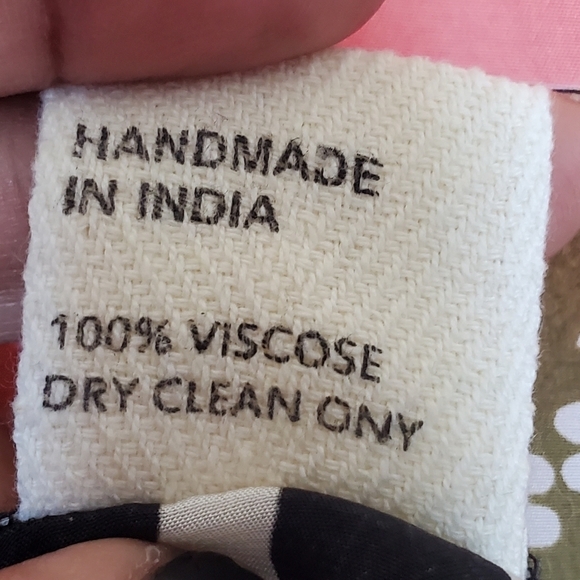 HANDMADE
IN INDIA
100% VISCOSE
DRY CLEAN ONY